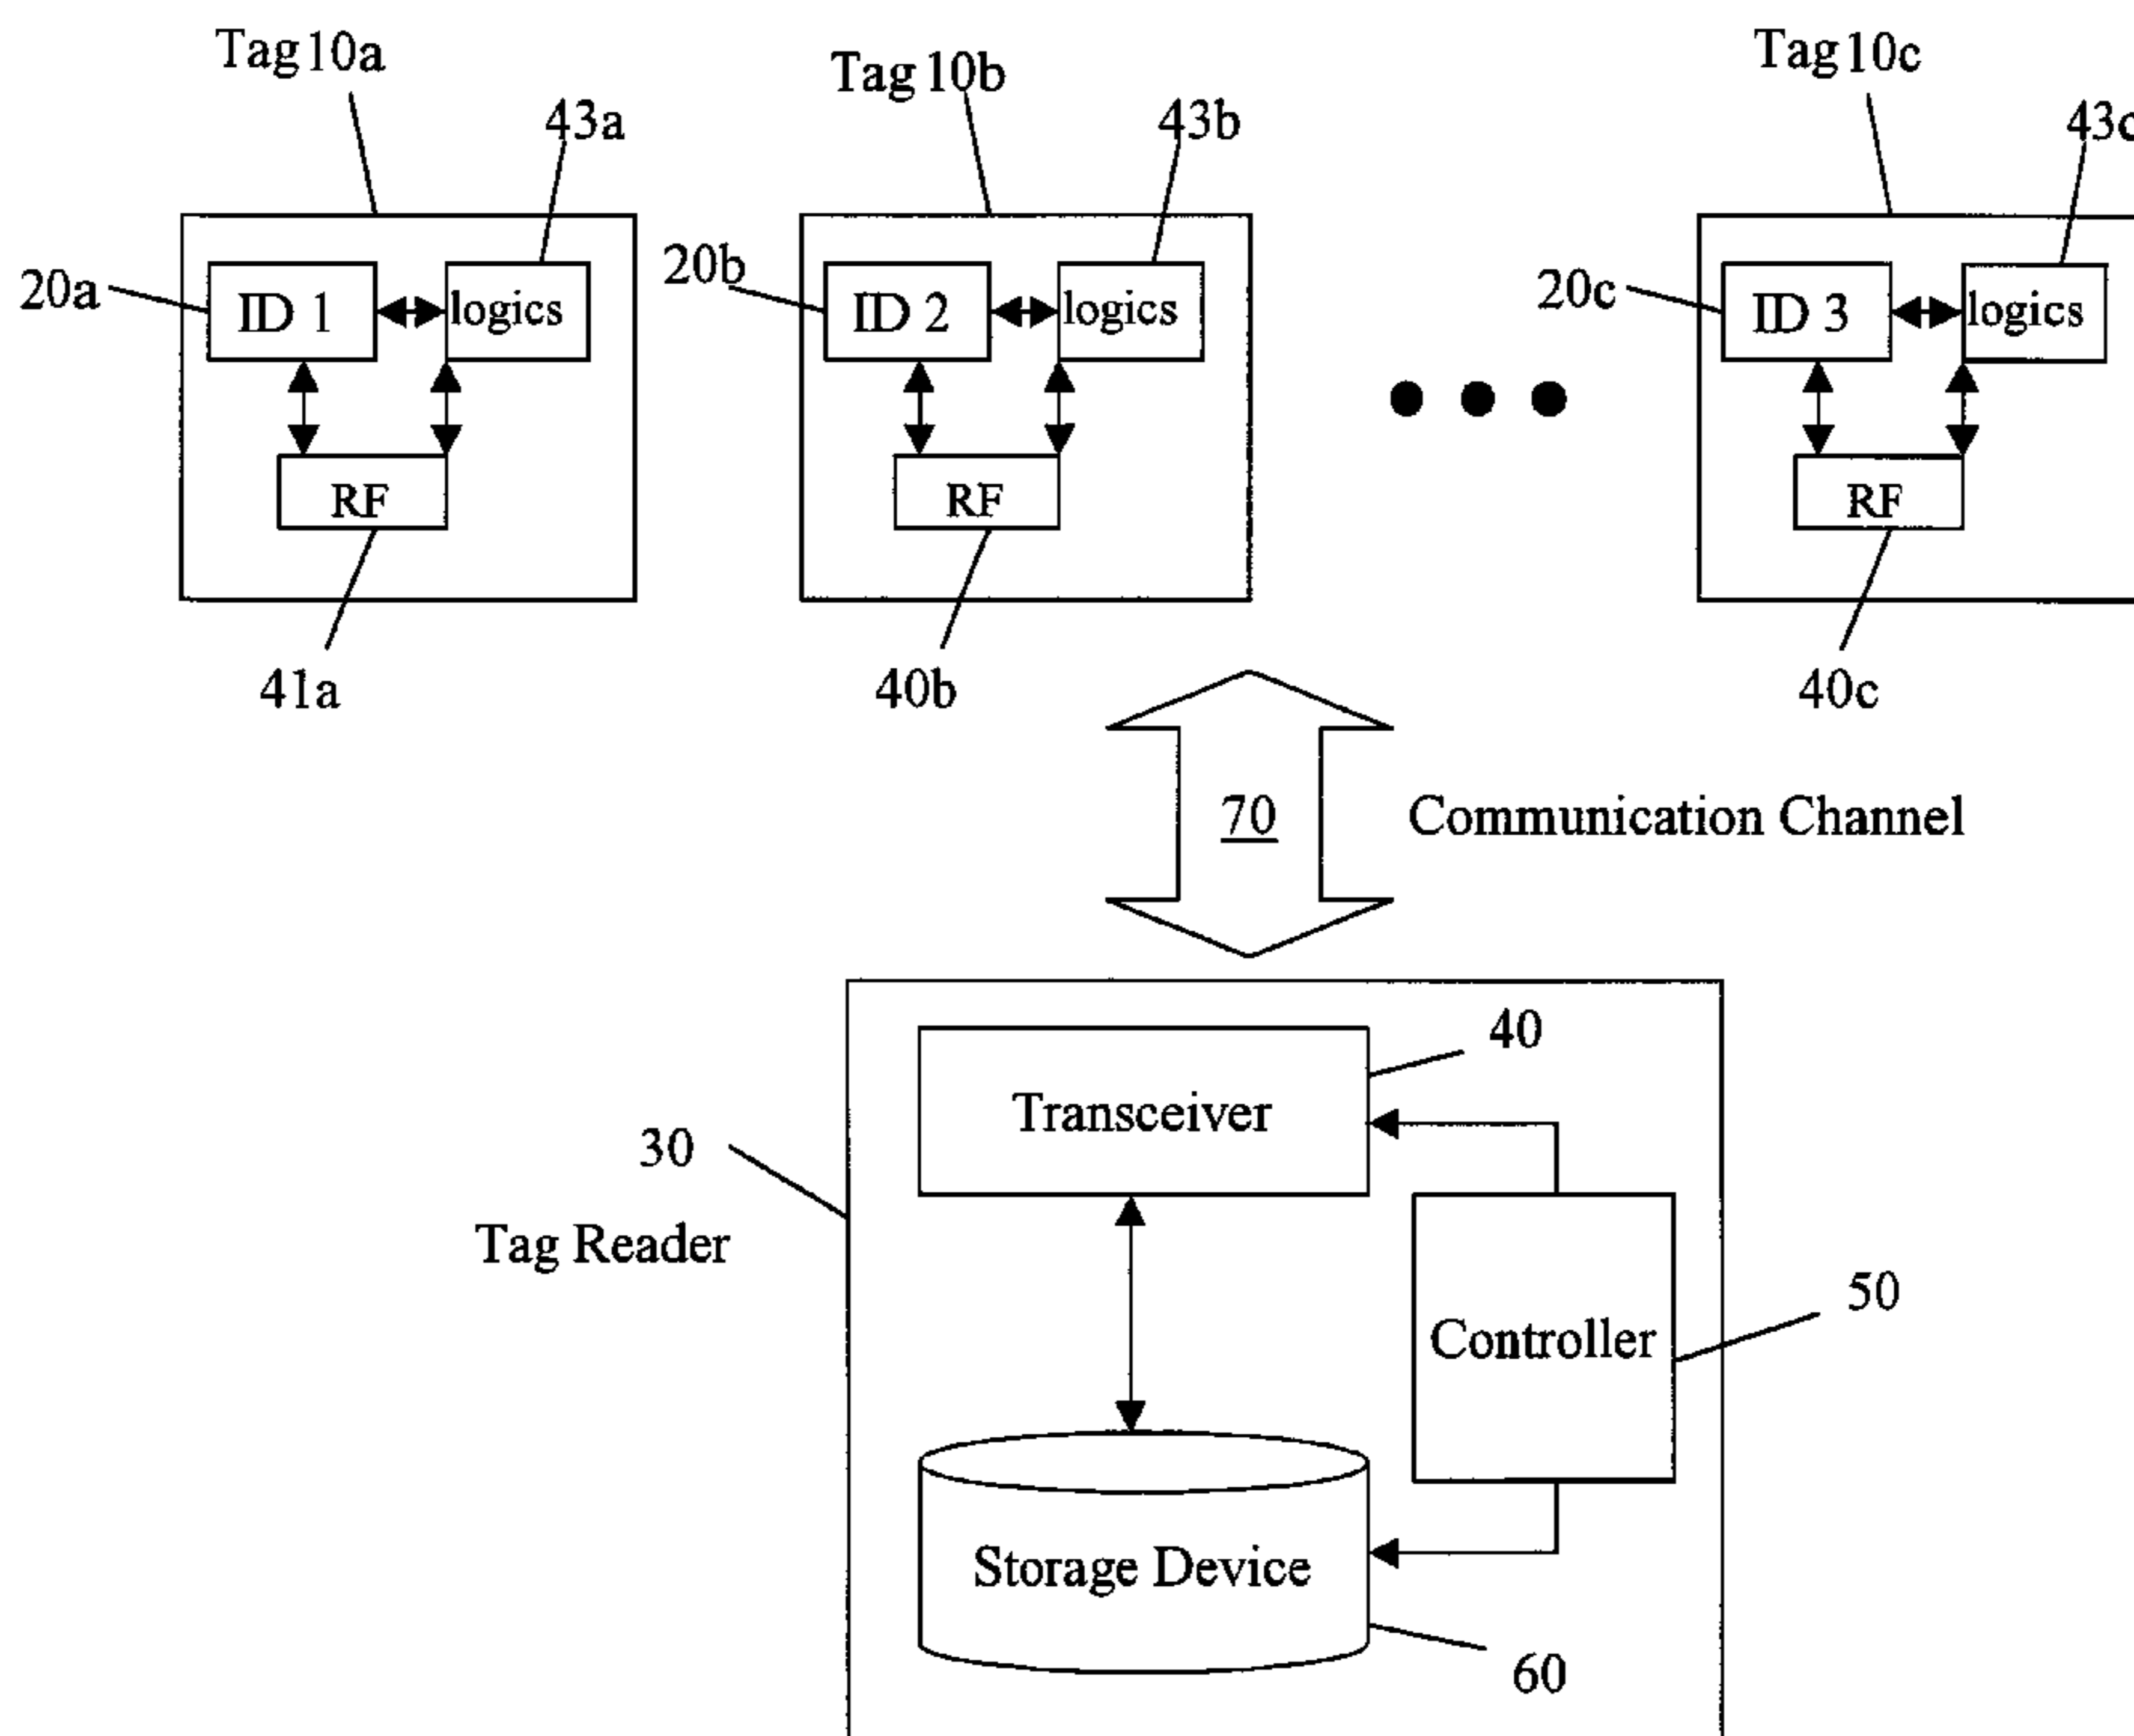 Tag 10a
Tag 10b
Tag 10c
43a
43b
43c
20a
ID 1
logics
20b
ID 2
logics
20c
ID 3
logics
RF
RF
RF
41a
40b
40c
70
Communication Channel
40
Transceiver
30
Tag Reader
50
Controller
Storage Device
60